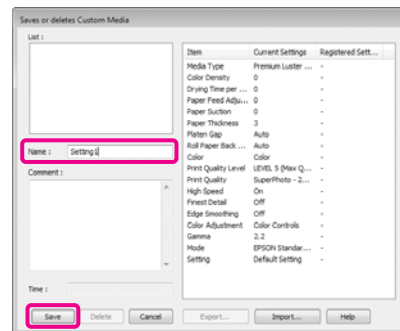 Saves or deletes Custom Media
List :
Name : Setting1
Comment :
Time :
Item Current Settings Registered Sett...
Media Type Premium Luster ... -
Color Density 0 -
Drying Time per ... 0 -
Paper Feed Adju... 0 -
Paper Suction 0 -
Paper Thickness 3 -
Platen Gap Auto -
Roll Paper Back ... Auto -
Color Color -
Print Quality Level LEVEL 5 (Max Q... -
Print Quality SuperPhoto - 2... -
High Speed On -
Finest Detail Off -
Edge Smoothing Off -
Color Adjustment Color Controls -
Gamma 2.2 -
Mode EPSON Standar... -
Setting Default Setting -
Save Delete Cancel Export... Import... Help